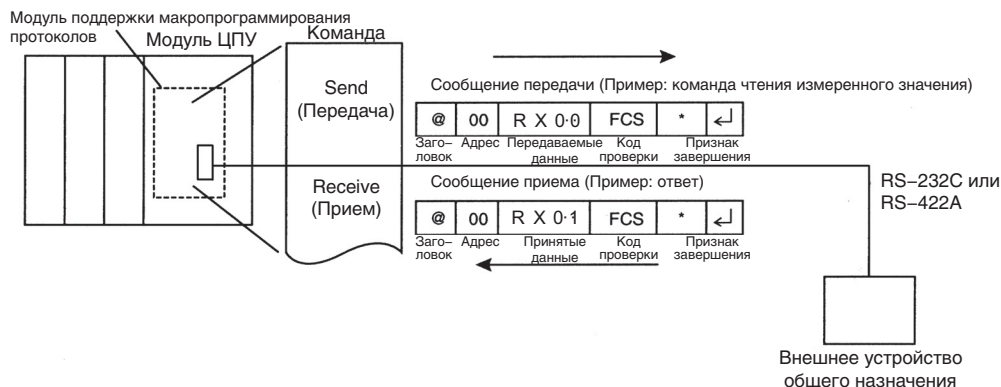 Модуль поддержки макропрограммирования
протоколов
Модуль ЦПУ
Команда
Send
(Передача)
Сообщение передачи (Пример: команда чтения измеренного значения)
@ 00 R X 0·0 FCS * ↵
Заго–
ловок
Адрес
Передаваемые
данные
Код
проверки
Признак
завершения
Receive
(Прием)
Сообщение приема (Пример: ответ)
@ 00 R X 0·1 FCS * ↵
Заго–
ловок
Адрес
Принятые
данные
Код
проверки
Признак
завершения
RS–232C или
RS–422A
Внешнее устройство
общего назначения